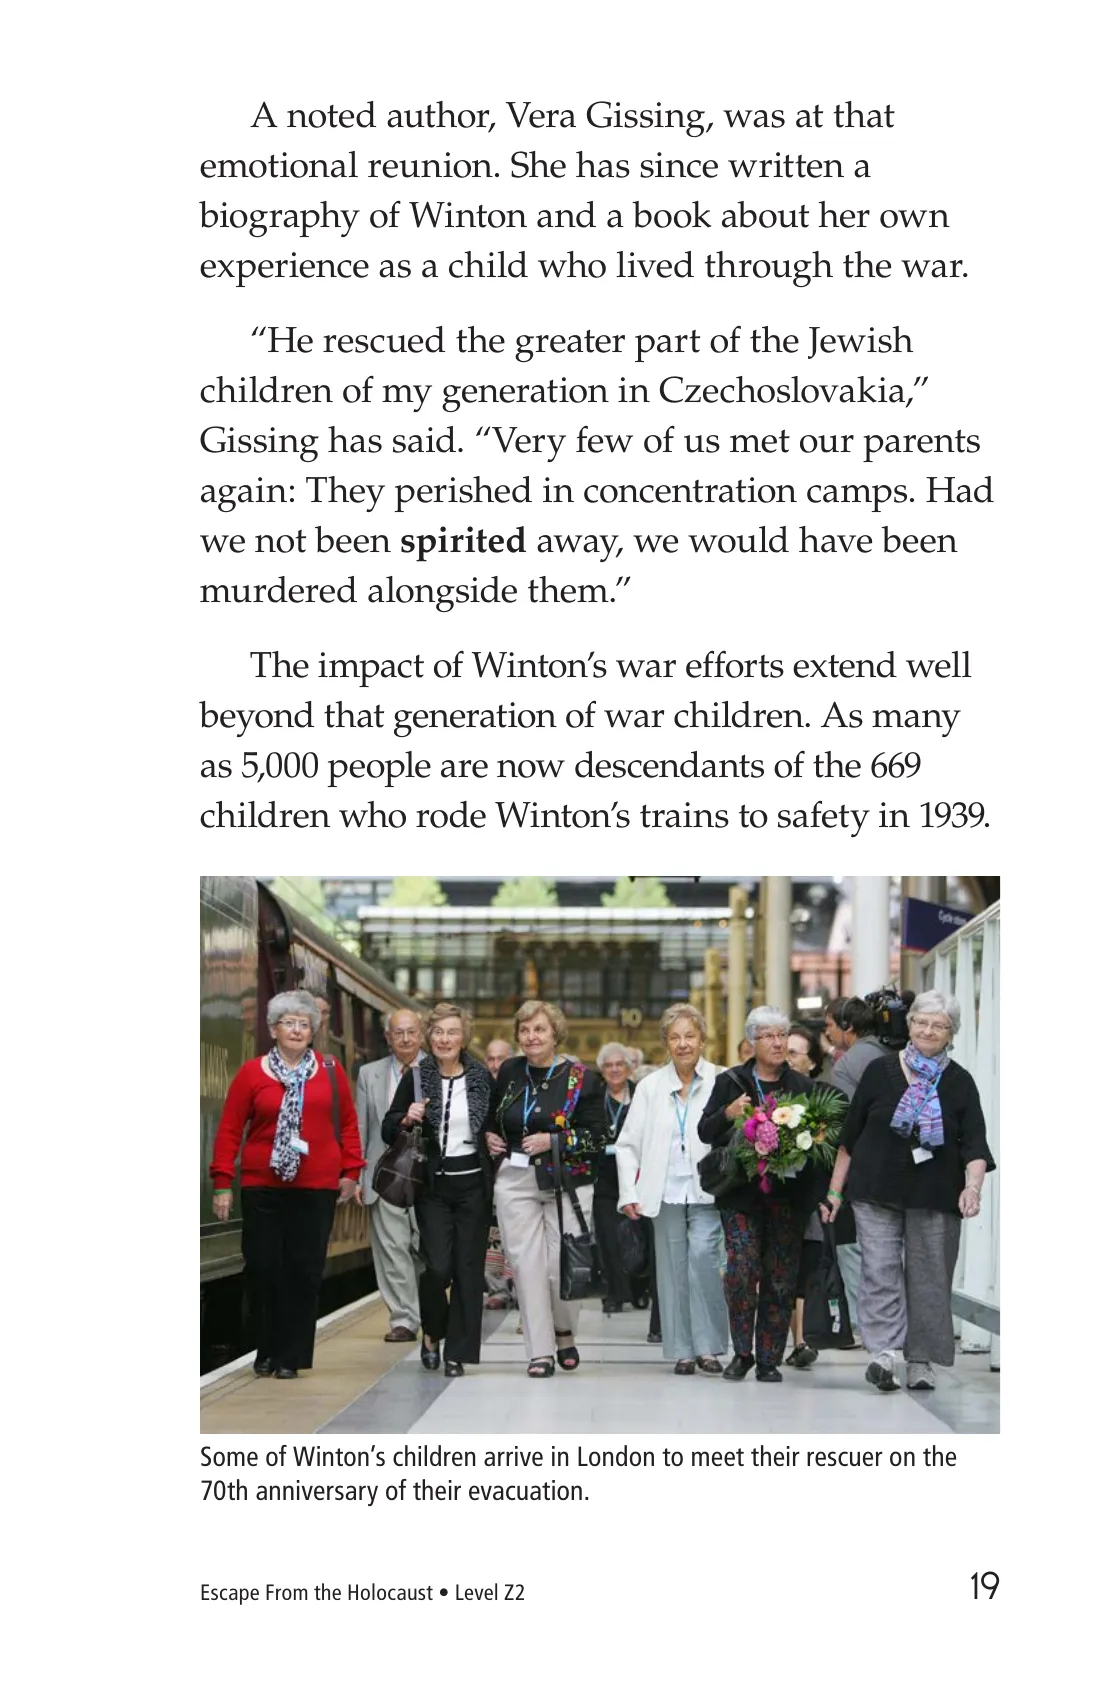 A noted author, Vera Gissing, was at that
emotional reunion. She has since written a
biography of Winton and a book about her own
experience as a child who lived through the war.
“He rescued the greater part of the Jewish
children of my generation in Czechoslovakia,”
Gissing has said. “Very few of us met our parents
again: They perished in concentration camps. Had
we not been spirited away, we would have been
murdered alongside them.”
The impact of Winton’s war efforts extend well
beyond that generation of war children. As many
as 5,000 people are now descendants of the 669
children who rode Winton’s trains to safety in 1939.
10
Some of Winton’s children arrive in London to meet their rescuer on the
70th anniversary of their evacuation.
Escape From the Holocaust • Level Z2
19